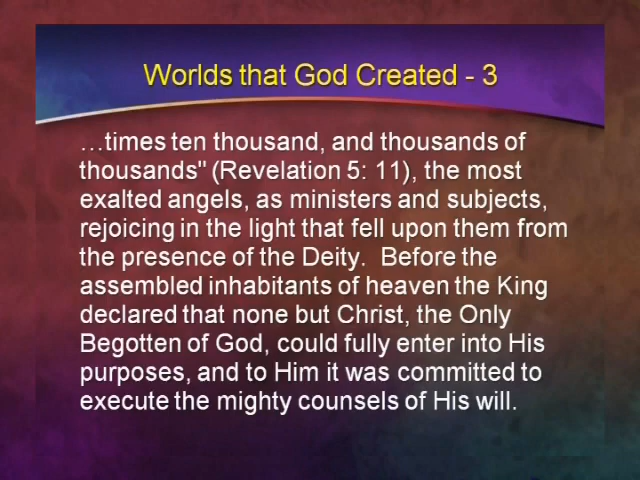 Worlds that God Created - 3
…times ten thousand, and thousands of
thousands" (Revelation 5: 11), the most
exalted angels, as ministers and subjects,
rejoicing in the light that fell upon them from
the presence of the Deity.  Before the
assembled inhabitants of heaven the King
declared that none but Christ, the Only
Begotten of God, could fully enter into His
purposes, and to Him it was committed to
execute the mighty counsels of His will.